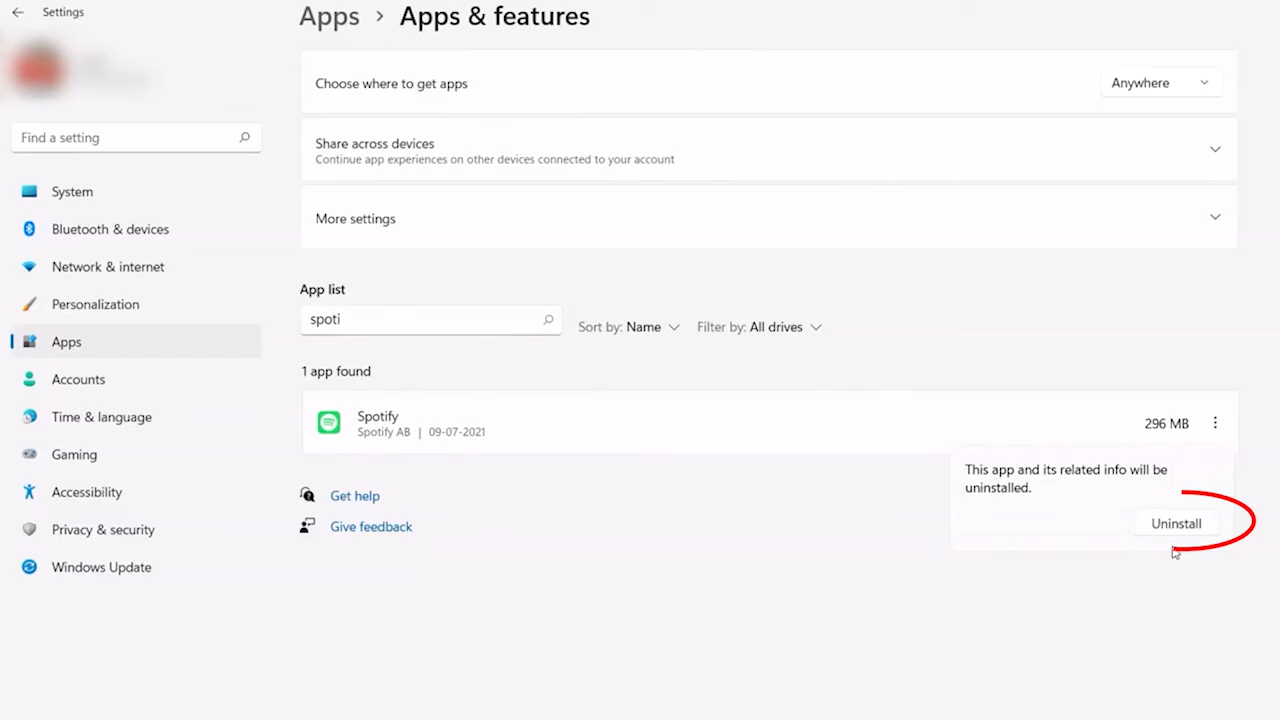 Settings
Apps > Apps & features
Choose where to get apps
Anywhere
Share across devices
Continue app experiences on other devices connected to your account
More settings
Find a setting
System
Bluetooth & devices
Network & internet
Personalization
Apps
Accounts
Time & language
Gaming
Accessibility
Privacy & security
Windows Update
App list
spoti
Sort by: Name
Filter by: All drives
1 app found
Spotify
Spotify AB | 09-07-2021
296 MB
This app and its related info will be
uninstalled.
Uninstall
Get help
Give feedback